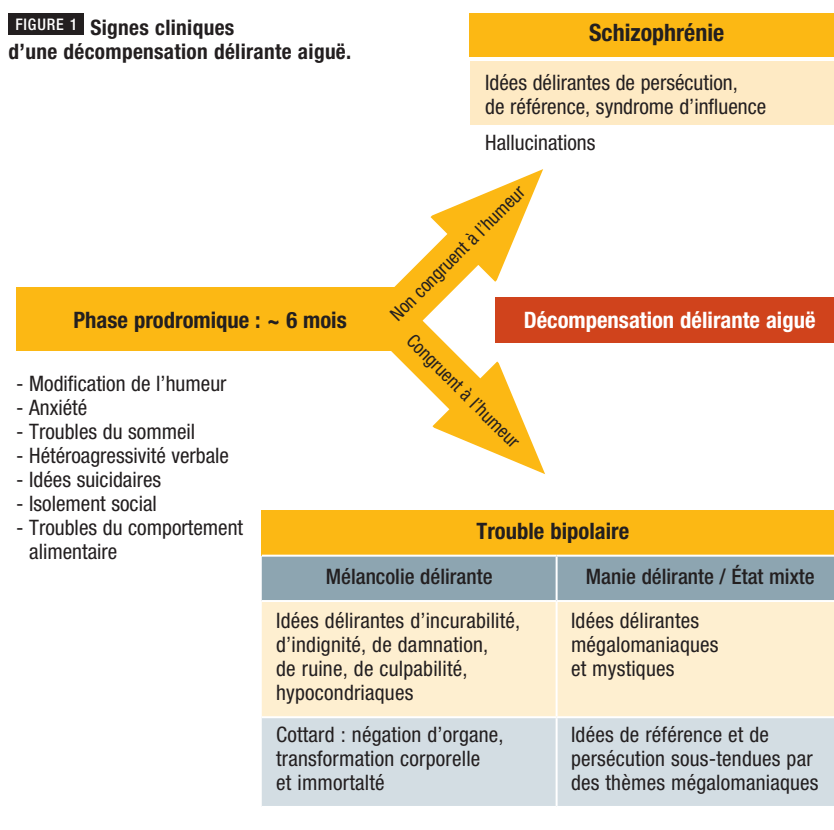 FIGURE 1 Signes cliniques
d'une décompensation délirante aiguë.
Schizophrénie
Idées délirantes de persécution,
de référence, syndrome d'influence
Hallucinations
Non congruent à l'humeur
Phase prodromique : ~ 6 mois
Décompensation délirante aiguë
Congruent à l'humeur
- Modification de l'humeur
- Anxiété
- Troubles du sommeil
- Hétéroagressivité verbale
- Idées suicidaires
- Isolement social
- Troubles du comportement
alimentaire
Trouble bipolaire
Mélancolie délirante
Manie délirante / État mixte
Idées délirantes d'incurabilité,
d'indignité, de damnation,
de ruine, de culpabilité,
hypocondriaques
Idées délirantes
mégalomaniaques
et mystiques
Cottard : négation d'organe,
transformation corporelle
et immortalté
Idées de référence et de
persécution sous-tendues par
des thèmes mégalomaniaques